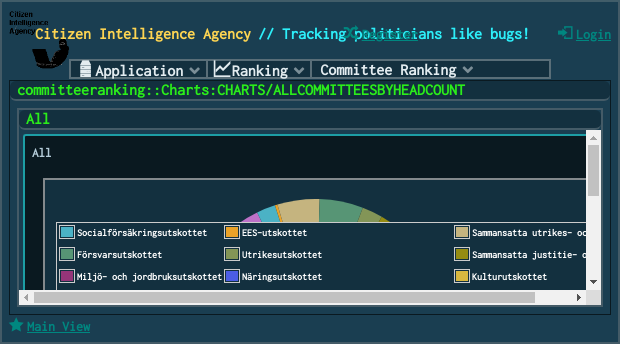 Citizen
Intelligence
Agency
Citizen Intelligence Agency // Tracking politicians like bugs!
Register
Login
Application
Ranking
Committee Ranking
committeeranking::Charts:CHARTS/ALLCOMMITTEESBYHEADCOUNT
All
All
Socialförsäkringsutskottet
EES-utskottet
Sammansatta utrikes- oc
Försvarsutskottet
Utrikesutskottet
Sammansatta justitie- o
Miljö- och jordbruksutskottet
Näringsutskottet
Kulturutskottet
Main View